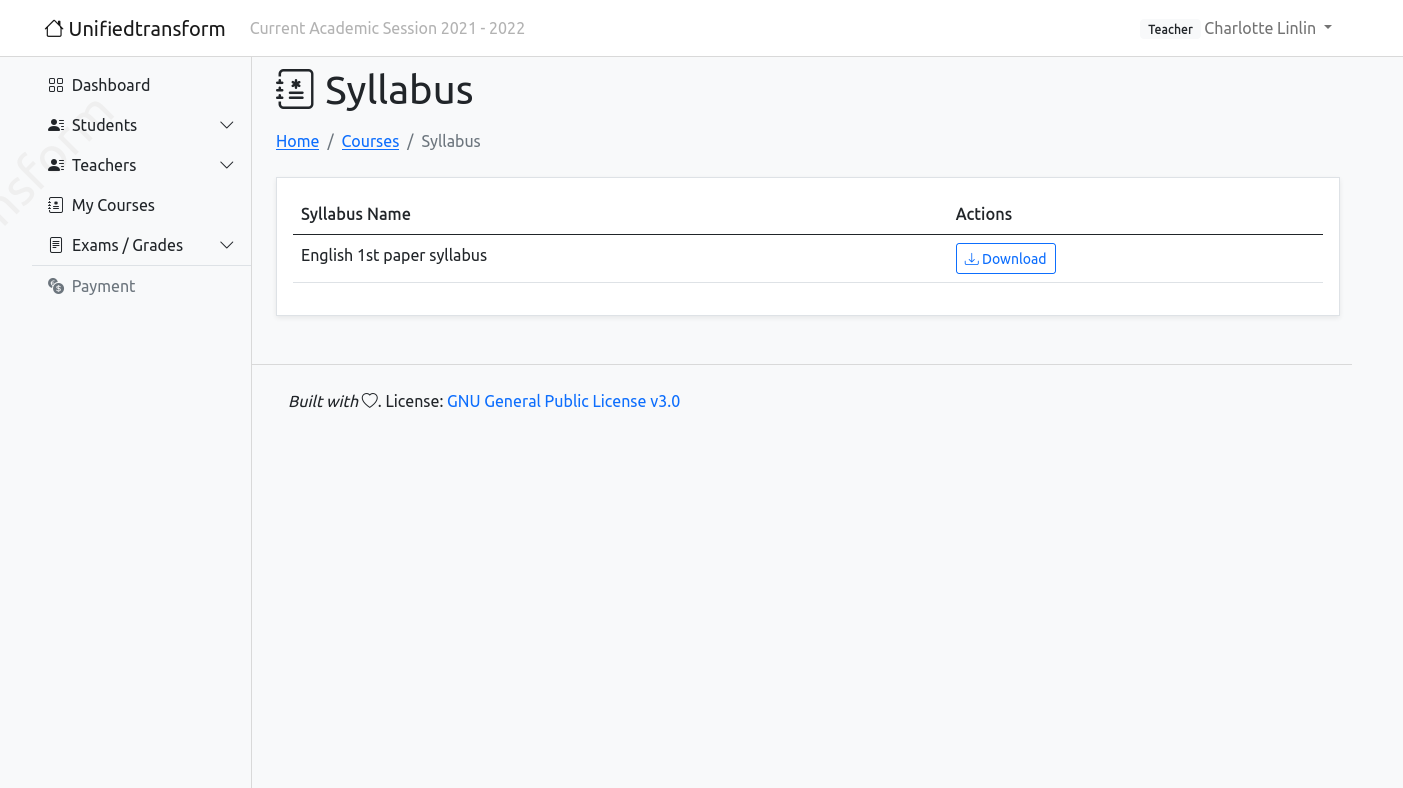 Unifiedtransform Current Academic Session 2021 - 2022 Teacher Charlotte Linlin
Dashboard
Students
Teachers
My Courses
Exams / Grades
Payment
Syllabus
Home / Courses / Syllabus
Syllabus Name Actions
English 1st paper syllabus Download
Built with . License: GNU General Public License v3.0